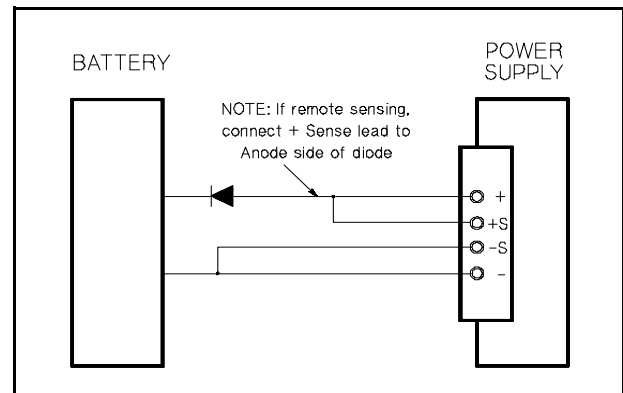 BATTERY
POWER
SUPPLY
NOTE: If remote sensing,
connect + Sense lead to
Anode side of diode
+
+S
-S
-